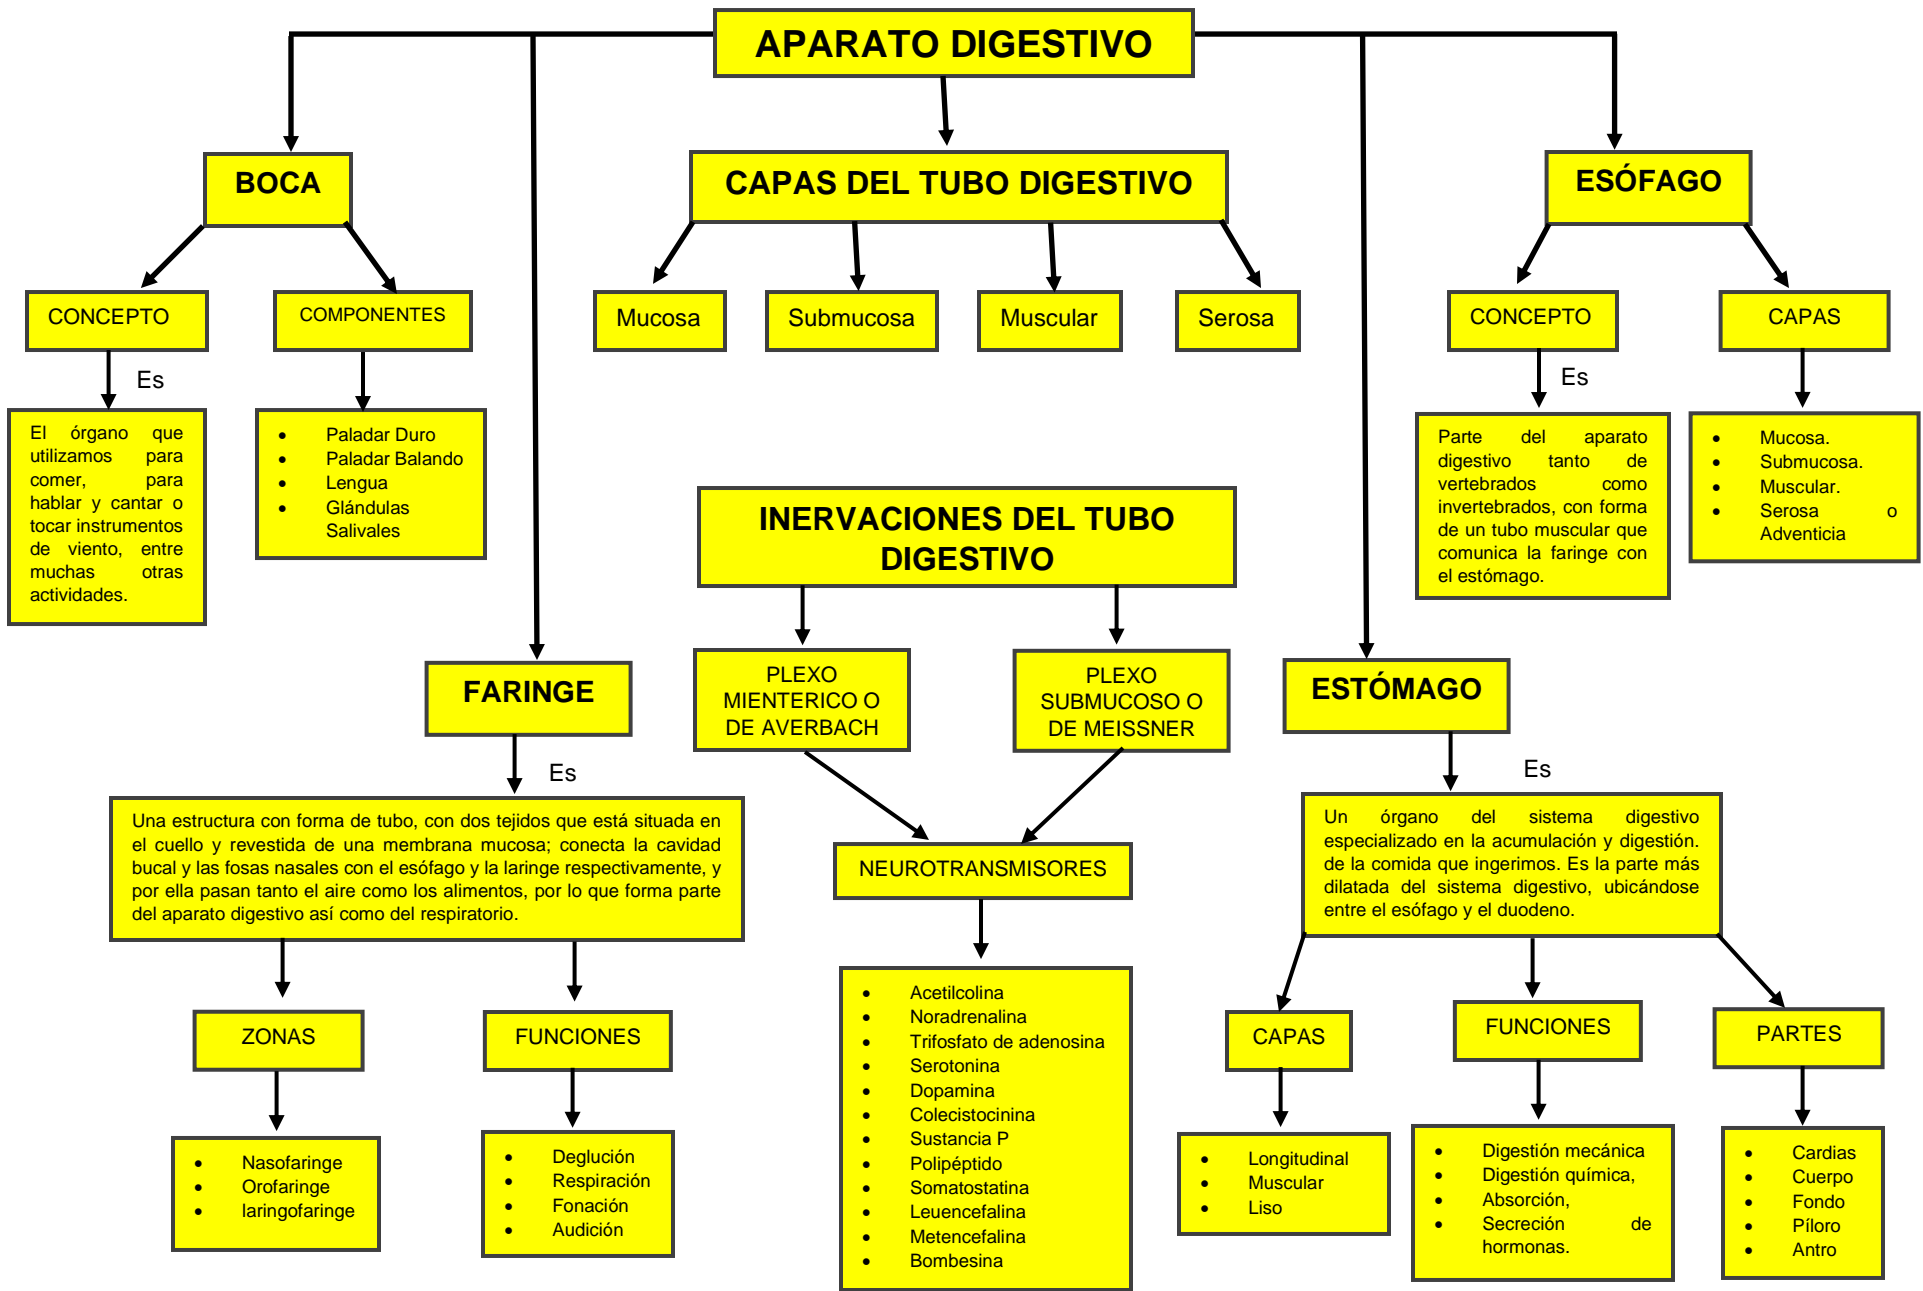 APARATO DIGESTIVO
BOCA
CAPAS DEL TUBO DIGESTIVO
ESÓFAGO
CONCEPTO
COMPONENTES
Mucosa
Submucosa
Muscular
Serosa
CONCEPTO
CAPAS
Es
Es
El órgano que
utilizamos para
comer, para
hablar y cantar o
tocar instrumentos
de viento, entre
muchas otras
actividades.
• Paladar Duro
• Paladar Balando
• Lengua
• Glándulas
Salivales
Parte del aparato
digestivo tanto de
vertebrados como
invertebrados, con forma
de un tubo muscular que
comunica la faringe con
el estómago.
• Mucosa.
• Submucosa.
• Muscular.
• Serosa o
Adventicia
INERVACIONES DEL TUBO
DIGESTIVO
FARINGE
PLEXO
MIENTERICO O
DE AVERBACH
PLEXO
SUBMUCOSO O
DE MEISSNER
ESTÓMAGO
Es
Es
Una estructura con forma de tubo, con dos tejidos que está situada en
el cuello y revestida de una membrana mucosa; conecta la cavidad
bucal y las fosas nasales con el esófago y la laringe respectivamente, y
por ella pasan tanto el aire como los alimentos, por lo que forma parte
del aparato digestivo así como del respiratorio.
NEUROTRANSMISORES
Un órgano del sistema digestivo
especializado en la acumulación y digestión.
de la comida que ingerimos. Es la parte más
dilatada del sistema digestivo, ubicándose
entre el esófago y el duodeno.
ZONAS
FUNCIONES
• Acetilcolina
• Noradrenalina
• Trifosfato de adenosina
• Serotonina
• Dopamina
• Colecistocinina
• Sustancia P
• Polipéptido
• Somatostatina
• Leuencefalina
• Metencefalina
• Bombesina
CAPAS
FUNCIONES
PARTES
• Nasofaringe
• Orofaringe
• laringofaringe
• Deglución
• Respiración
• Fonación
• Audición
• Longitudinal
• Muscular
• Liso
• Digestión mecánica
• Digestión química,
• Absorción,
• Secreción de
hormonas.
• Cardias
• Cuerpo
• Fondo
• Píloro
• Antro